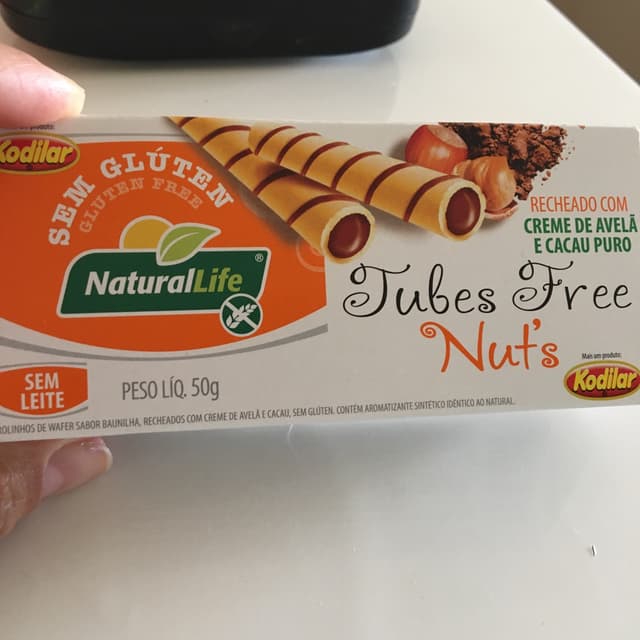 Kodilar
SEM GLÚTEN
GLUTEN FREE
NaturalLife®
SEM
LEITE
PESO LÍQ. 50g
RECHEADO COM
CREME DE AVELÃ
E CACAU PURO
Tubes Free
Nut's
Mais um produto:
Kodilar
ROLINHOS DE WAFER SABOR BAUNILHA, RECHEADOS COM CREME DE AVELÃ E CACAU, SEM GLÚTEN. CONTÉM AROMATIZANTE SINTÉTICO IDÊNTICO AO NATURAL.